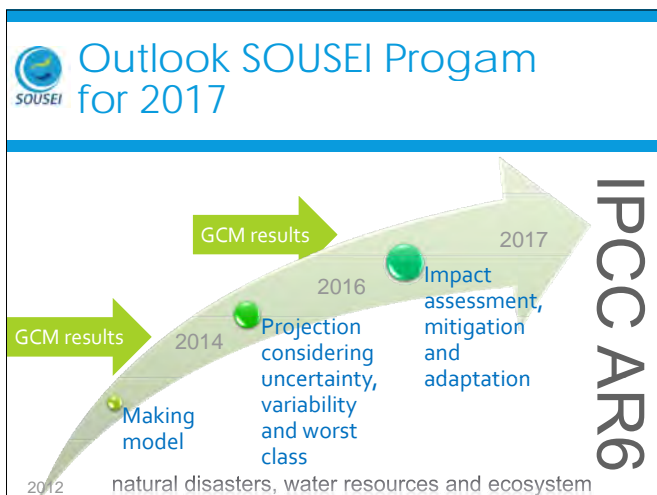 SOUSEI
Outlook SOUSEI Progam
for 2017
GCM results
GCM results
2012
2014
2016
2017
Making
model
Projection
considering
uncertainty,
variability
and worst
class
Impact
assessment,
mitigation
and
adaptation
IPCC AR6
natural disasters, water resources and ecosystem